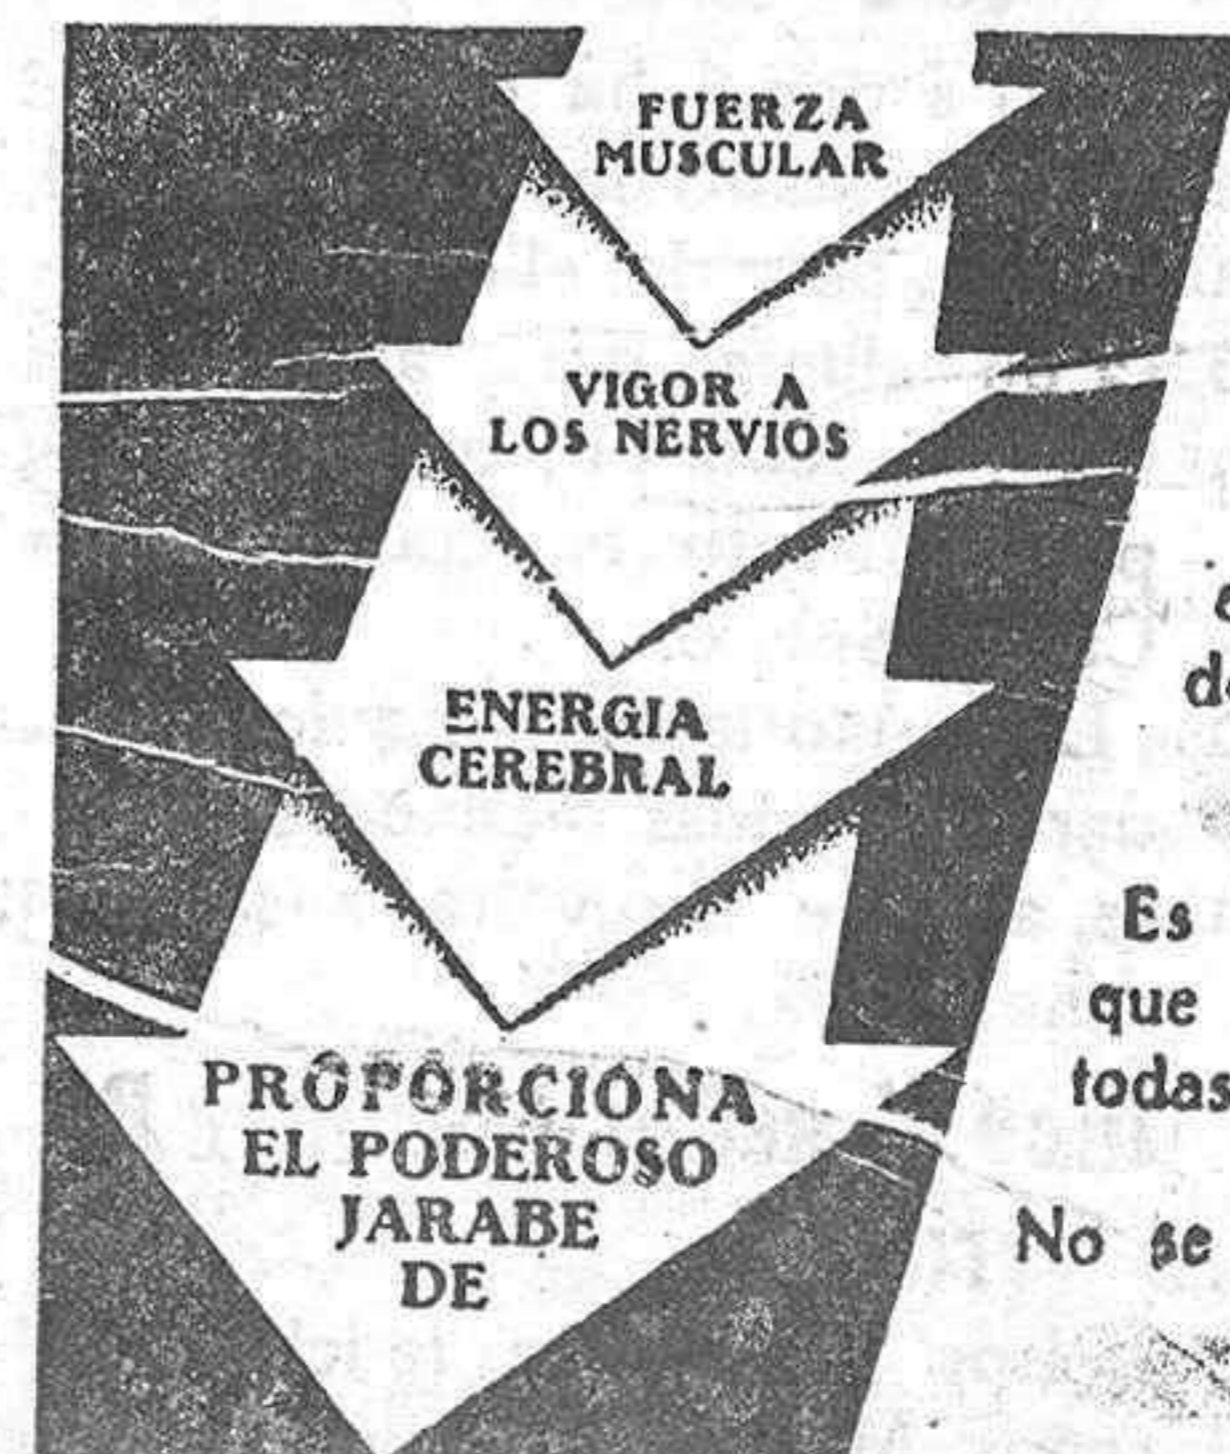 FUERZA
MUSCULAR
VIGOR A
LOS NERVIOS
ENERGIA
CEREBRAL
PROPORCIONA
EL PODEROSO
JARABE
DE
Es
que
todas
No se